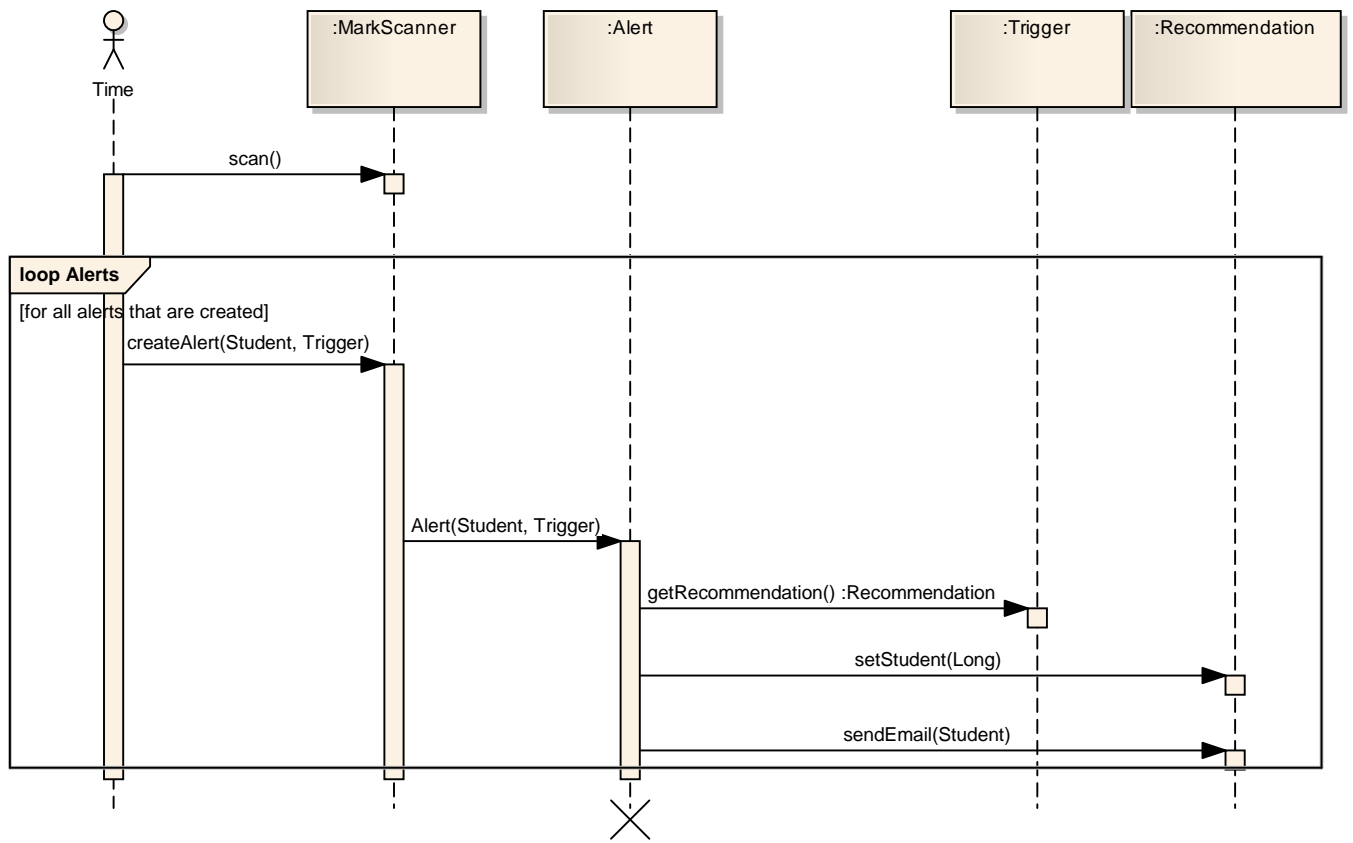 :MarkScanner
:Alert
:Trigger
:Recommendation
Time
scan()
loop Alerts
[for all alerts that are created]
createAlert(Student, Trigger)
Alert(Student, Trigger)
getRecommendation() :Recommendation
setStudent(Long)
sendEmail(Student)